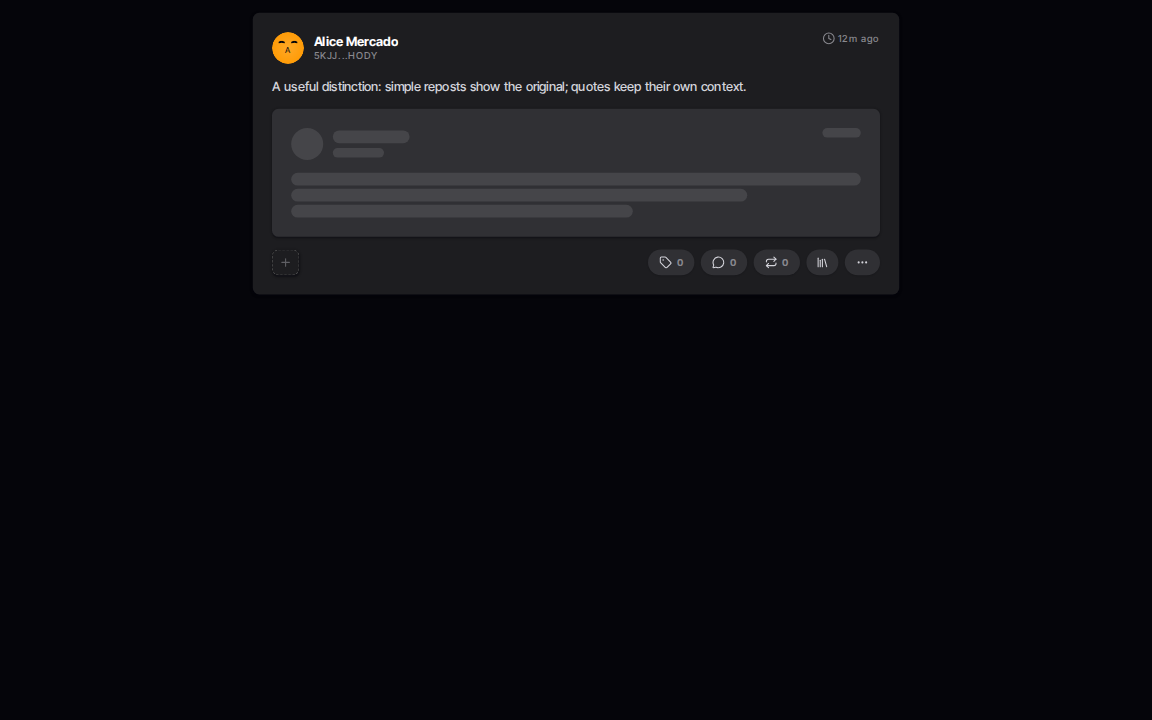 Alice Mercado
5KJJ...HODY
12m ago
A useful distinction: simple reposts show the original; quotes keep their own context.
0
0
0